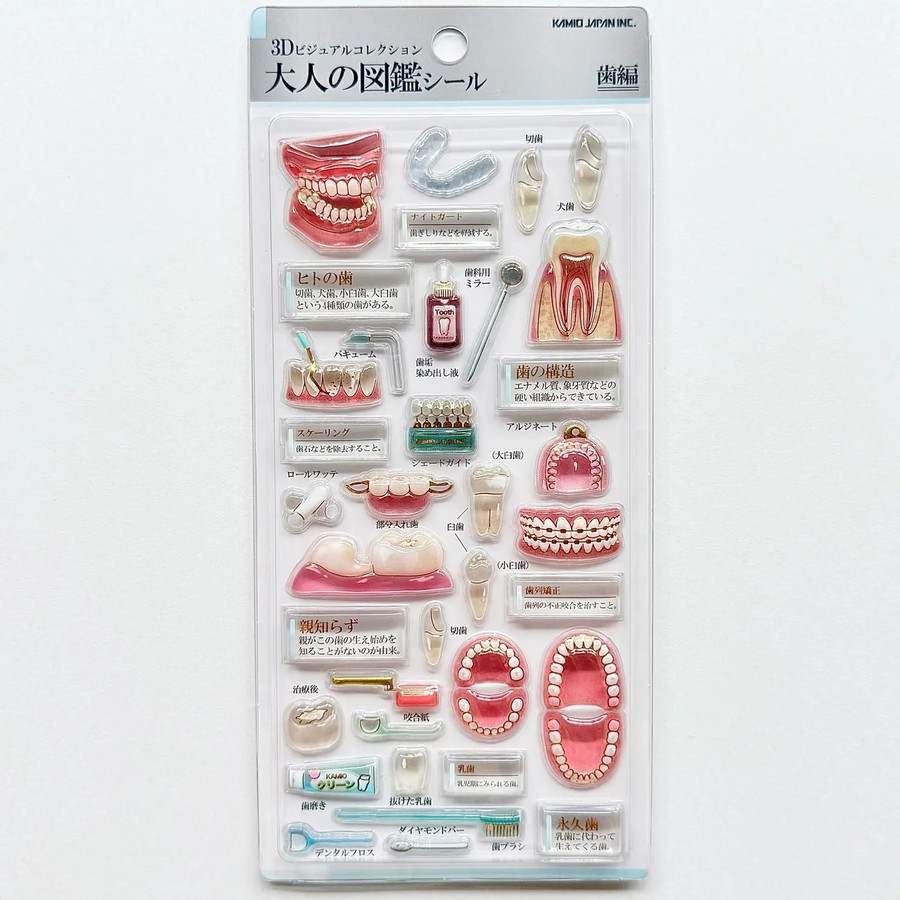 KAMIO JAPAN INC.
3Dビジュアルコレクション
大人の図鑑シール
歯編
切歯
犬歯
ナイトガード
歯ぎしりなどを軽減する。
ヒトの歯
切歯、犬歯、小臼歯、大臼歯
という4種類の歯がある。
歯科用
ミラー
Tooth
バキューム
歯垢
染め出し液
歯の構造
エナメル質、象牙質などの
硬い組織からできている。
スケーリング
歯石などを除去すること。
シェードガイド
アルジネート
ロールワッテ
(大臼歯)
部分入れ歯
臼歯
(小臼歯)
歯列矯正
歯列の不正咬合を治すこと。
親知らず
親がこの歯の生え始めを
知ることがないのが由来。
切歯
治療後
咬合紙
KAMIO
クリーン
歯磨き
抜けた乳歯
乳歯
乳児期にみられる歯。
永久歯
乳歯に代わって
生えてくる歯。
ダイヤモンドバー
歯ブラシ
デンタルフロス